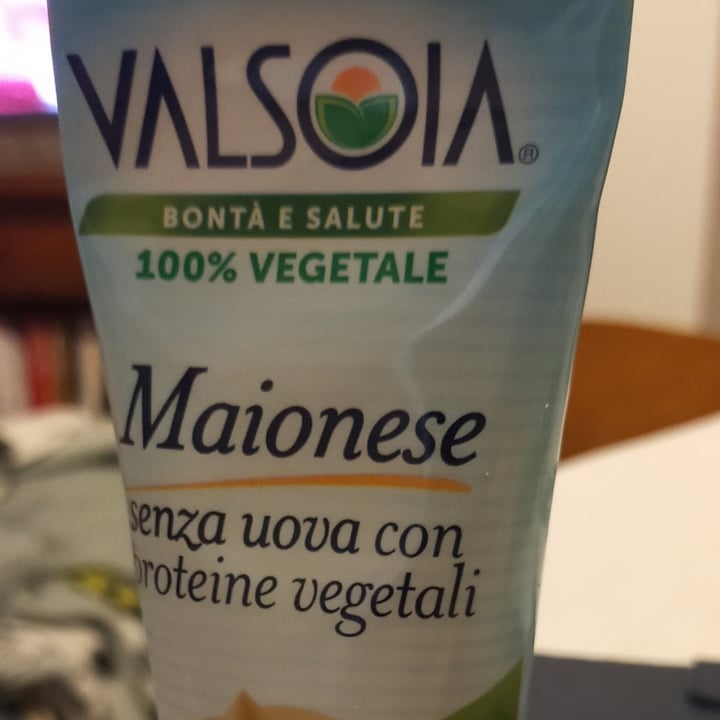 VALSOIA®
BONTÀ E SALUTE
100% VEGETALE
Maionese
senza uova con
proteine vegetali